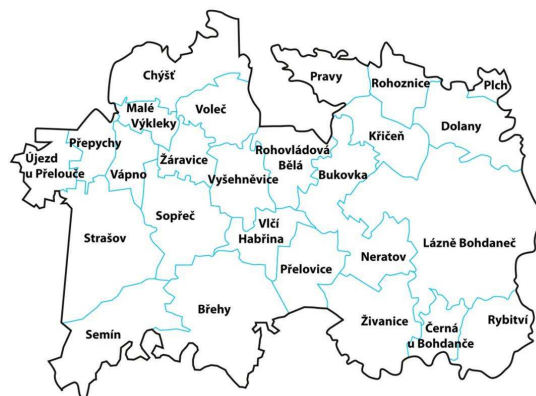 Chýšť
Pravy
Rohoznice
Plch
Malé
Výkleky
Voleč
Dolany
Křičeň
Újezd
u Přelouče
Přepychy
Žáravice
Rohovládová
Bělá
Vápno
Vyšehněvice
Bukovka
Sopřeč
Vlčí
Habřina
Strašov
Lázně Bohdaneč
Přelovice
Neratov
Semín
Břehy
Živanice
Černá
u Bohdanče
Rybitví